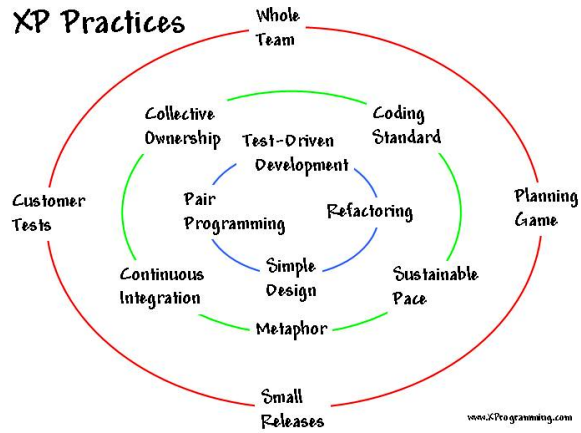 XP Practices
Whole
Team
Collective
Ownership
Coding
Standard
Test-Driven
Development
Customer
Tests
Pair
Programming
Refactoring
Planning
Game
Continuous
Integration
Simple
Design
Sustainable
Pace
Metaphor
Small
Releases
www.XProgramming.com